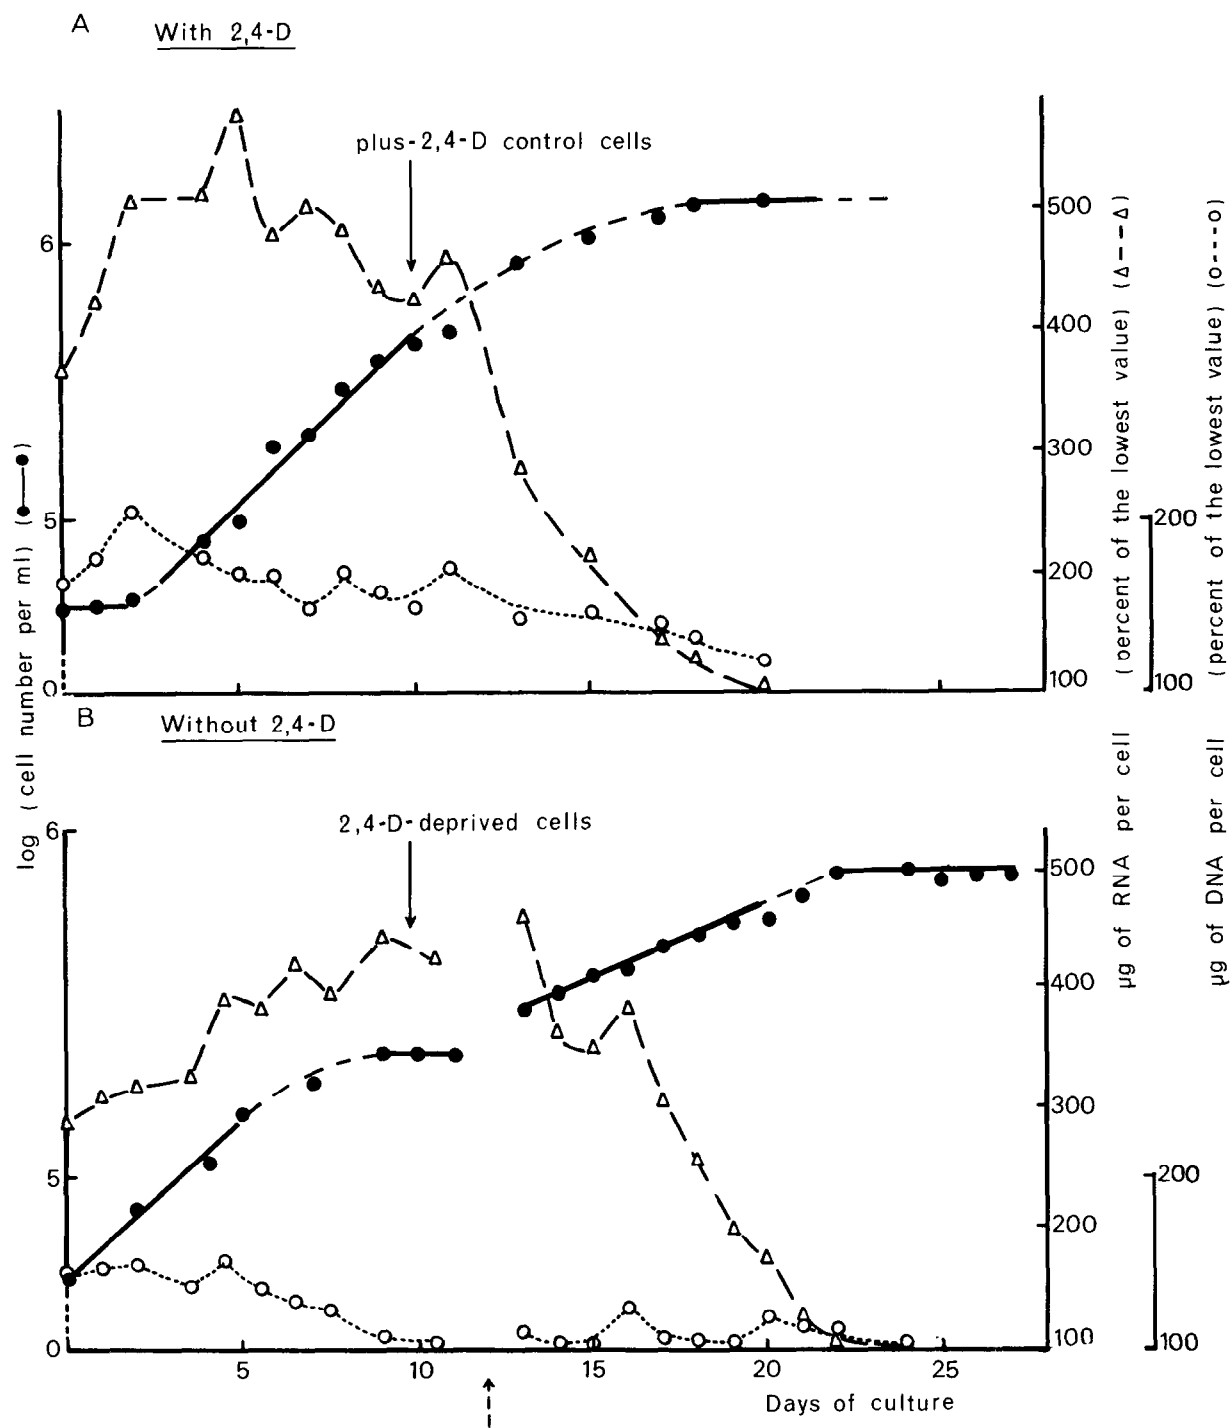 A
With 2,4-D
plus-2,4-D control cells
6
5
0
500
400
300
200
100
200
100
B
Without 2,4-D
2,4-D-deprived cells
6
5
0
500
400
300
200
100
200
100
5
10
15
20
25
Days of culture
log (cell number per ml) (●—●)
µg of RNA per cell
(percent of the lowest value) (Δ--Δ)
µg of DNA per cell
(percent of the lowest value) (o---o)